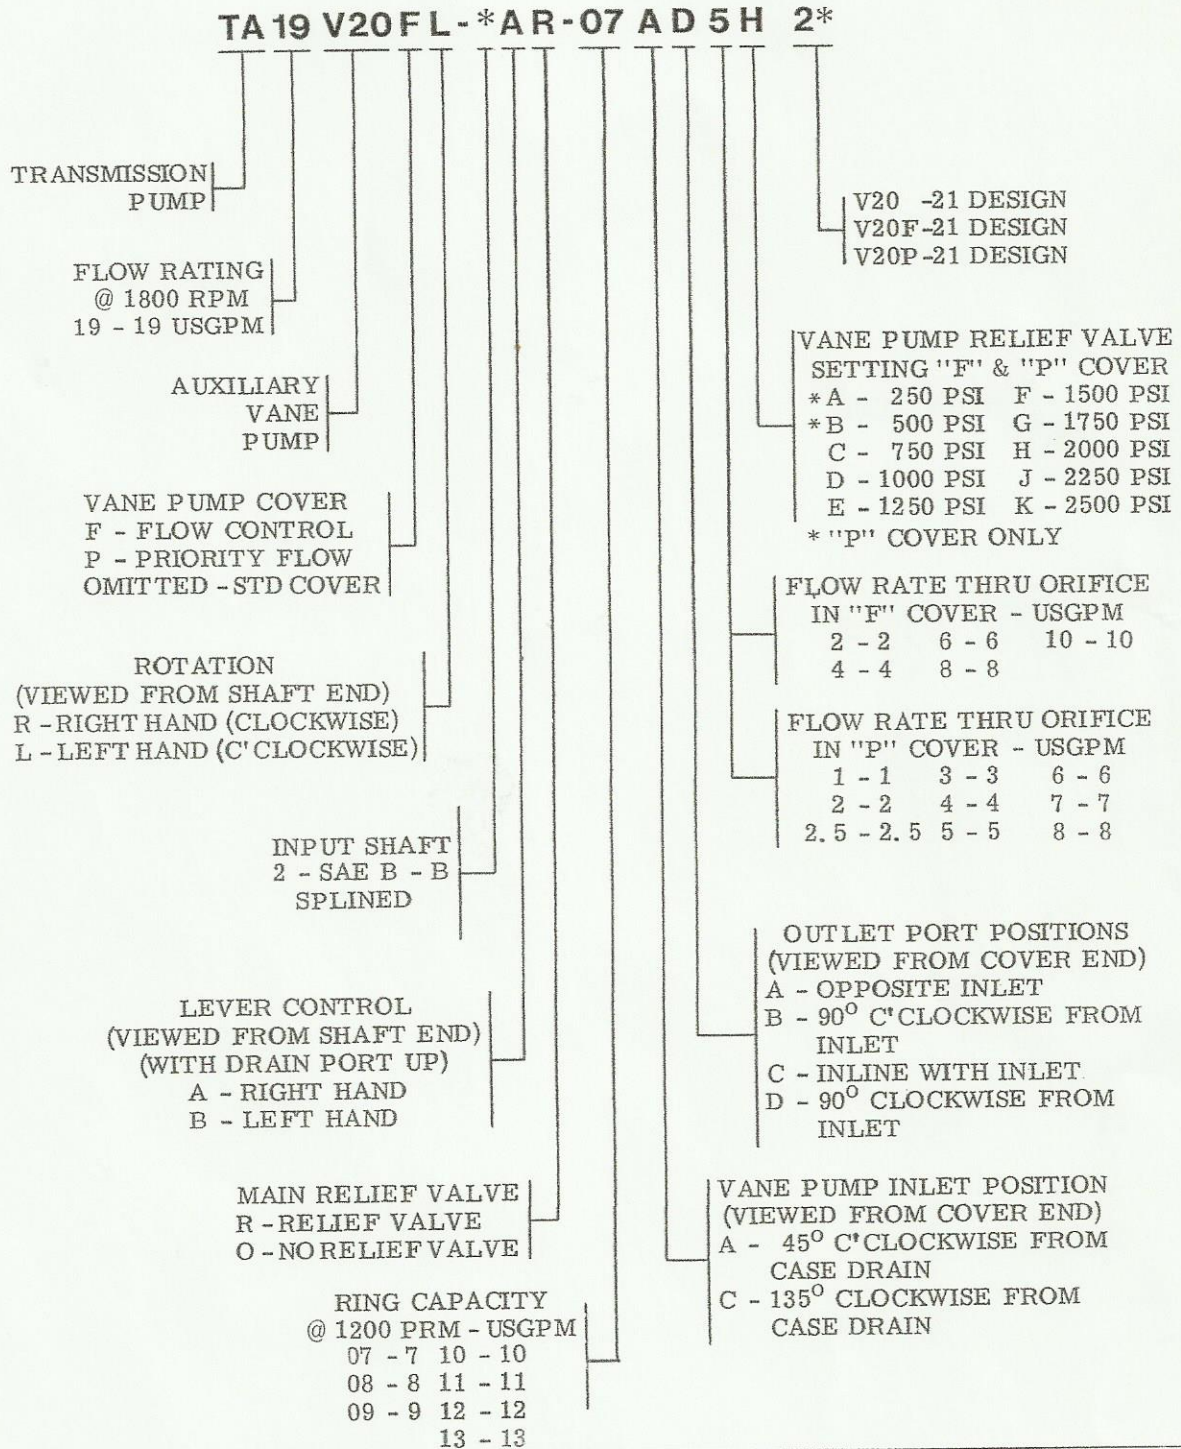 TA19 V20FL-*AR-07 AD5H 2*
TRANSMISSION
PUMP
FLOW RATING
@ 1800 RPM
19 - 19 USGPM
AUXILIARY
VANE
PUMP
VANE PUMP COVER
F - FLOW CONTROL
P - PRIORITY FLOW
OMITTED - STD COVER
ROTATION
(VIEWED FROM SHAFT END)
R - RIGHT HAND (CLOCKWISE)
L - LEFT HAND (C'CLOCKWISE)
INPUT SHAFT
2 - SAE B - B
SPLINED
LEVER CONTROL
(VIEWED FROM SHAFT END)
(WITH DRAIN PORT UP)
A - RIGHT HAND
B - LEFT HAND
MAIN RELIEF VALVE
R - RELIEF VALVE
O - NO RELIEF VALVE
RING CAPACITY
@ 1200 PRM - USGPM
07 - 7 10 - 10
08 - 8 11 - 11
09 - 9 12 - 12
13 - 13
V20 -21 DESIGN
V20F-21 DESIGN
V20P-21 DESIGN
VANE PUMP RELIEF VALVE
SETTING "F" & "P" COVER
*A - 250 PSI F - 1500 PSI
*B - 500 PSI G - 1750 PSI
C - 750 PSI H - 2000 PSI
D - 1000 PSI J - 2250 PSI
E - 1250 PSI K - 2500 PSI
* "P" COVER ONLY
FLOW RATE THRU ORIFICE
IN "F" COVER - USGPM
2 - 2 6 - 6 10 - 10
4 - 4 8 - 8
FLOW RATE THRU ORIFICE
IN "P" COVER - USGPM
1 - 1 3 - 3 6 - 6
2 - 2 4 - 4 7 - 7
2.5 - 2.5 5 - 5 8 - 8
OUTLET PORT POSITIONS
(VIEWED FROM COVER END)
A - OPPOSITE INLET
B - 90° C'CLOCKWISE FROM
INLET
C - INLINE WITH INLET
D - 90° CLOCKWISE FROM
INLET
VANE PUMP INLET POSITION
(VIEWED FROM COVER END)
A - 45° C'CLOCKWISE FROM
CASE DRAIN
C - 135° CLOCKWISE FROM
CASE DRAIN